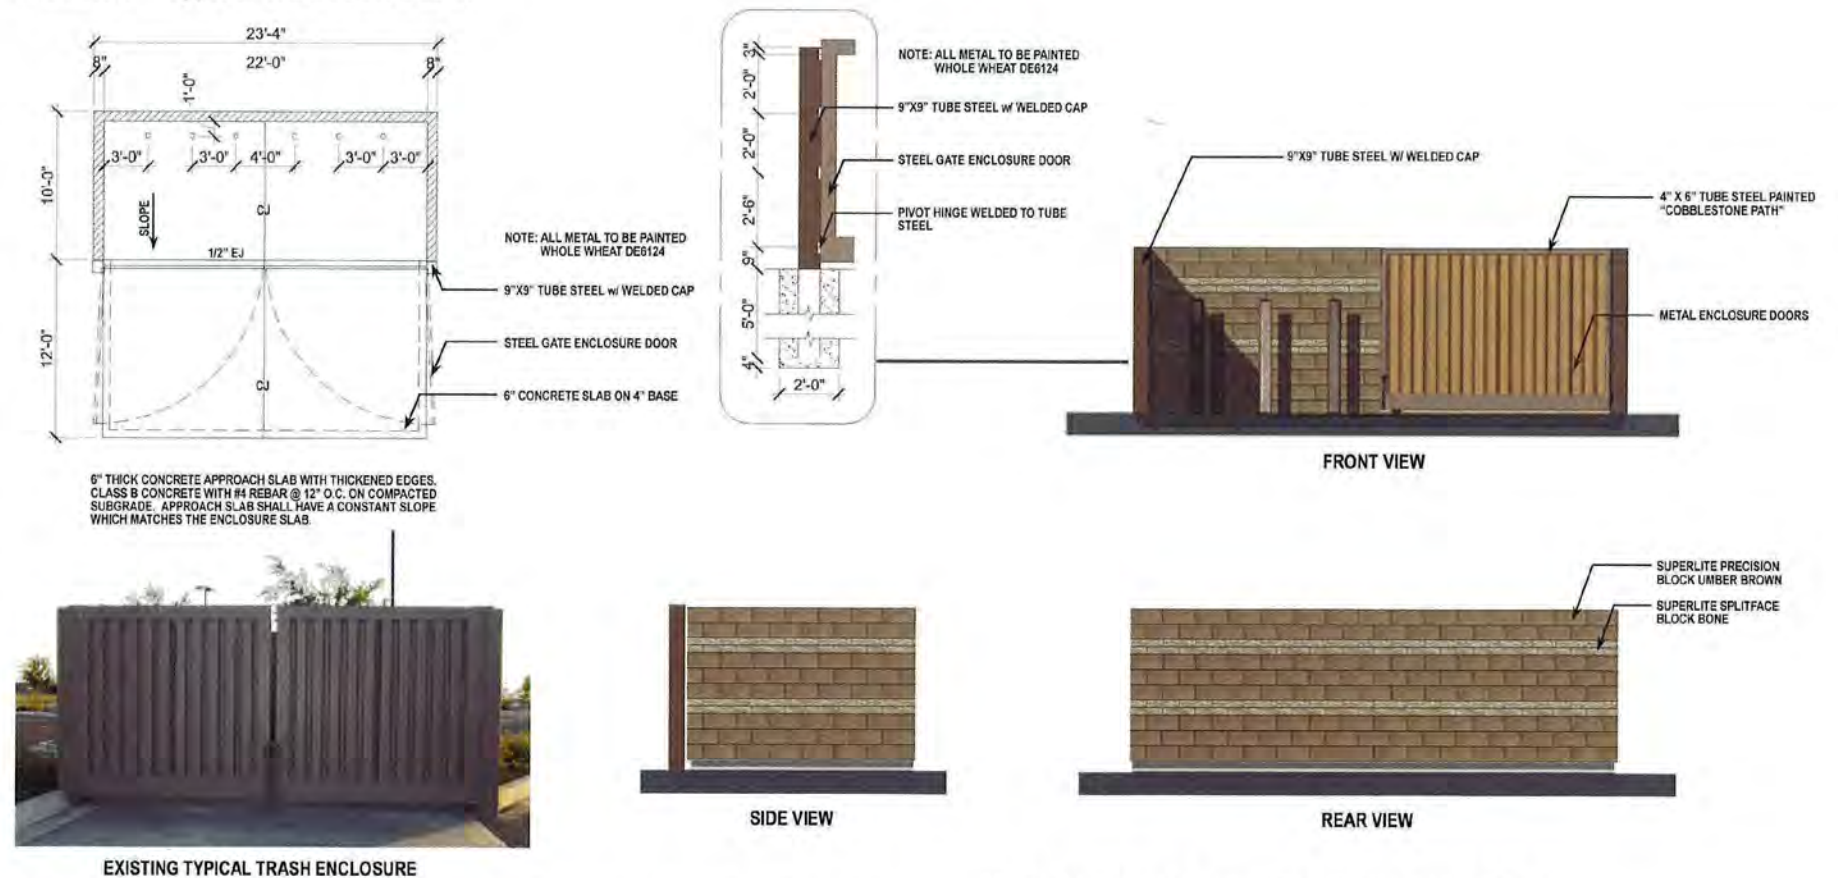 23'-4"
8"
22'-0"
8"
1'-0"
3'-0"
3'-0"
4'-0"
3'-0"
3'-0"
10'-0"
SLOPE
CJ
1/2" EJ
12'-0"
CJ
NOTE: ALL METAL TO BE PAINTED
WHOLE WHEAT DE6124
9"X9" TUBE STEEL w/ WELDED CAP
STEEL GATE ENCLOSURE DOOR
6" CONCRETE SLAB ON 4" BASE
6" THICK CONCRETE APPROACH SLAB WITH THICKENED EDGES.
CLASS B CONCRETE WITH #4 REBAR @ 12" O.C. ON COMPACTED
SUBGRADE. APPROACH SLAB SHALL HAVE A CONSTANT SLOPE
WHICH MATCHES THE ENCLOSURE SLAB.
3"
2'-0"
2'-0"
2'-6"
9"
5'-0"
4"
2'-0"
NOTE: ALL METAL TO BE PAINTED
WHOLE WHEAT DE6124
9"X9" TUBE STEEL w/ WELDED CAP
STEEL GATE ENCLOSURE DOOR
PIVOT HINGE WELDED TO TUBE
STEEL
9"X9" TUBE STEEL W/ WELDED CAP
4" X 6" TUBE STEEL PAINTED
"COBBLESTONE PATH"
METAL ENCLOSURE DOORS
FRONT VIEW
EXISTING TYPICAL TRASH ENCLOSURE
SIDE VIEW
SUPERLITE PRECISION
BLOCK UMBER BROWN
SUPERLITE SPLITFACE
BLOCK BONE
REAR VIEW